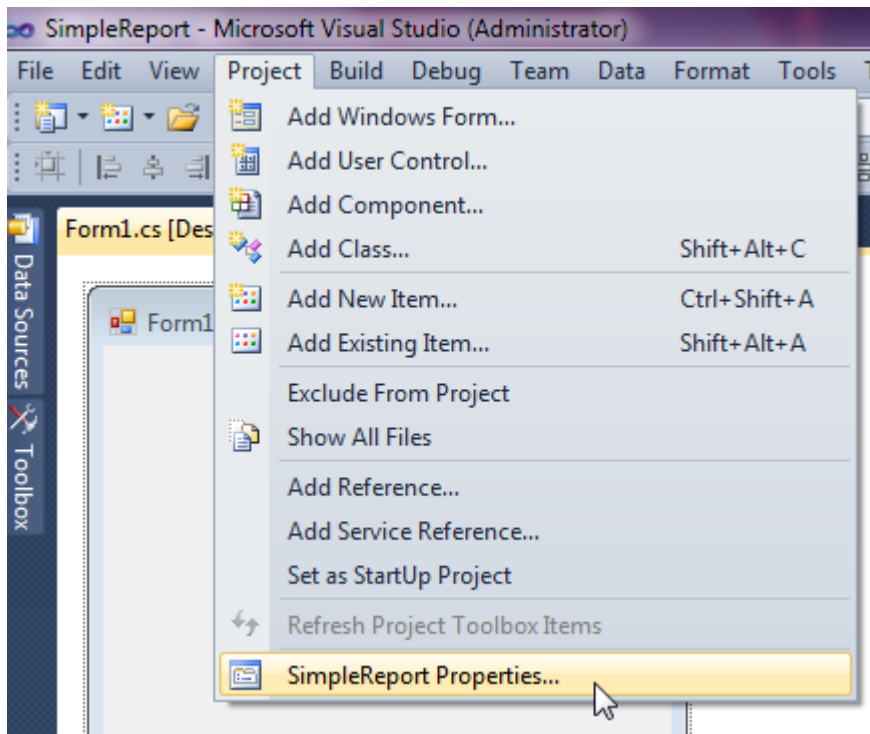 SimpleReport - Microsoft Visual Studio (Administrator)
File Edit View Project Build Debug Team Data Format Tools
Add Windows Form...
Add User Control...
Add Component...
Form1.cs [Des
Add Class... Shift+Alt+C
Add New Item... Ctrl+Shift+A
Form1
Add Existing Item... Shift+Alt+A
Exclude From Project
Show All Files
Add Reference...
Add Service Reference...
Set as StartUp Project
Refresh Project Toolbox Items
SimpleReport Properties...
Data Sources
Toolbox